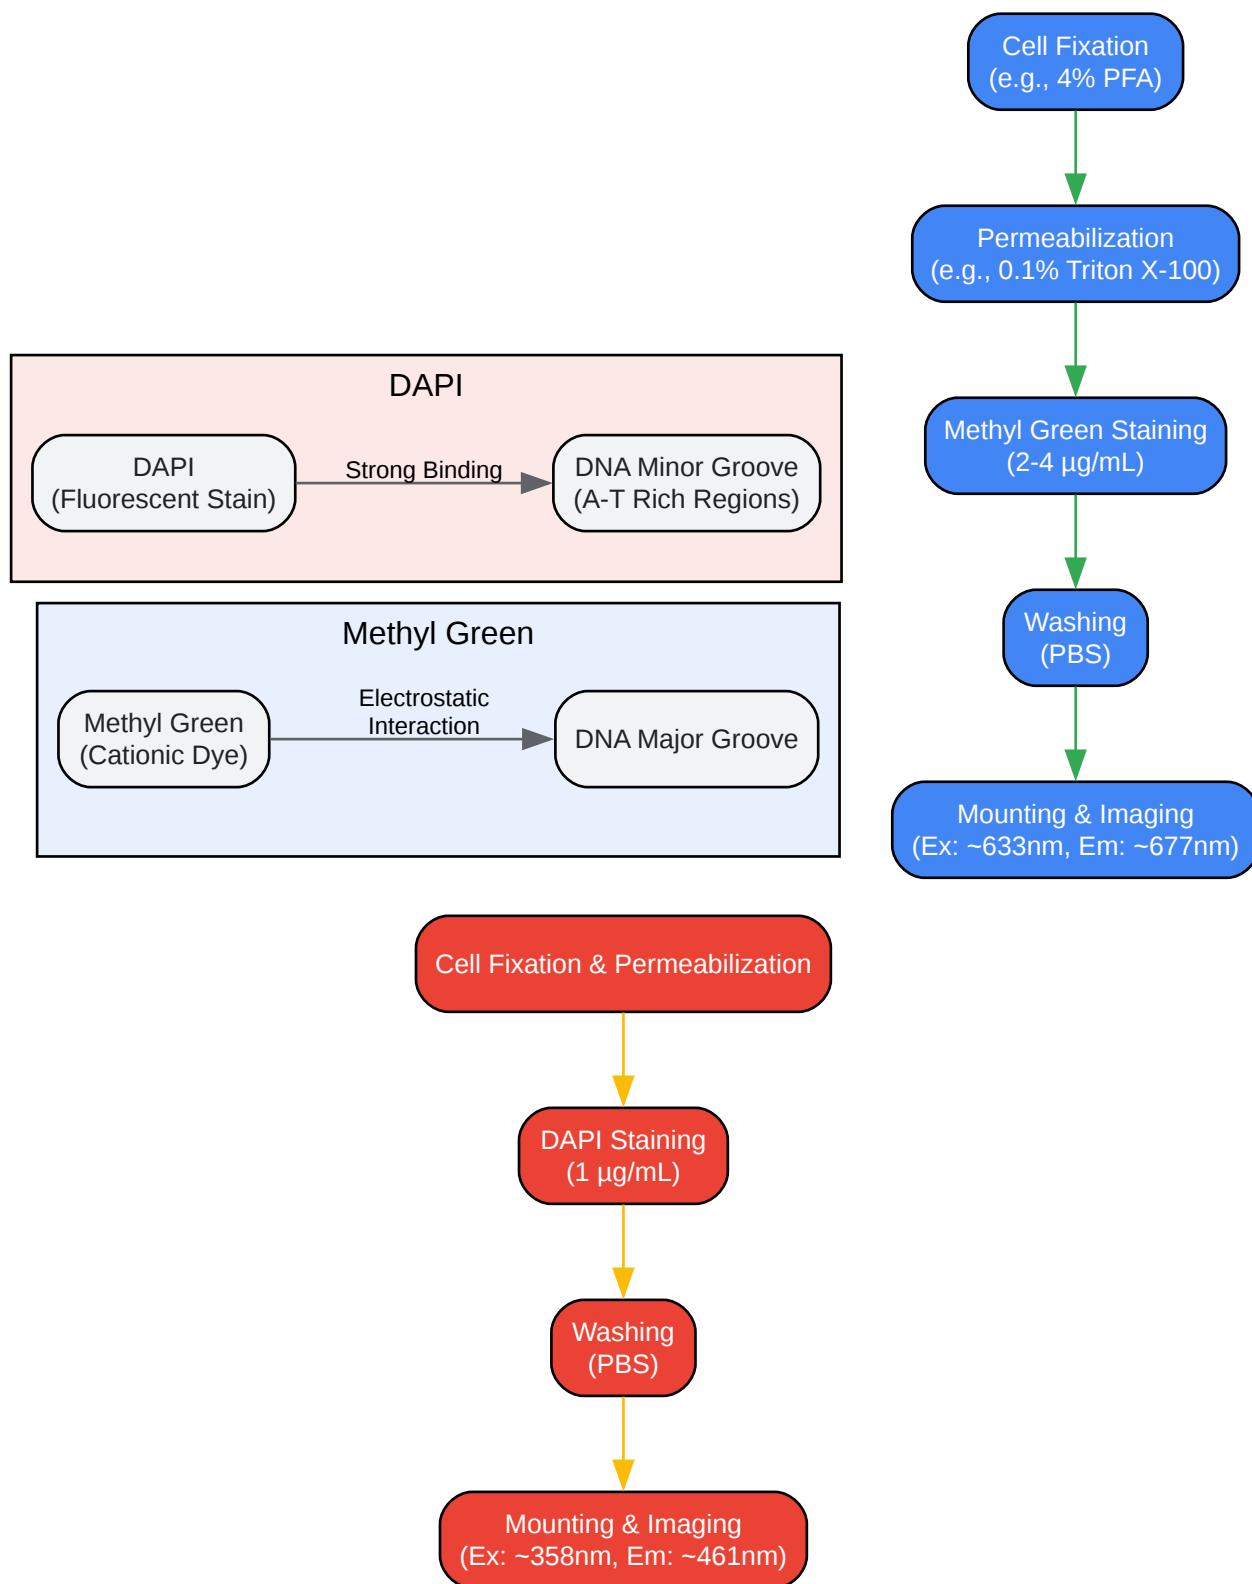 Cell Fixation
(e.g., 4% PFA)
Permeabilization
(e.g., 0.1% Triton X-100)
Methyl Green Staining
(2-4 µg/mL)
Washing
(PBS)
Mounting & Imaging
(Ex: ~633nm, Em: ~677nm)
DAPI
DAPI
(Fluorescent Stain)
Strong Binding
DNA Minor Groove
(A-T Rich Regions)
Methyl Green
Methyl Green
(Cationic Dye)
Electrostatic
Interaction
DNA Major Groove
Cell Fixation & Permeabilization
DAPI Staining
(1 µg/mL)
Washing
(PBS)
Mounting & Imaging
(Ex: ~358nm, Em: ~461nm)